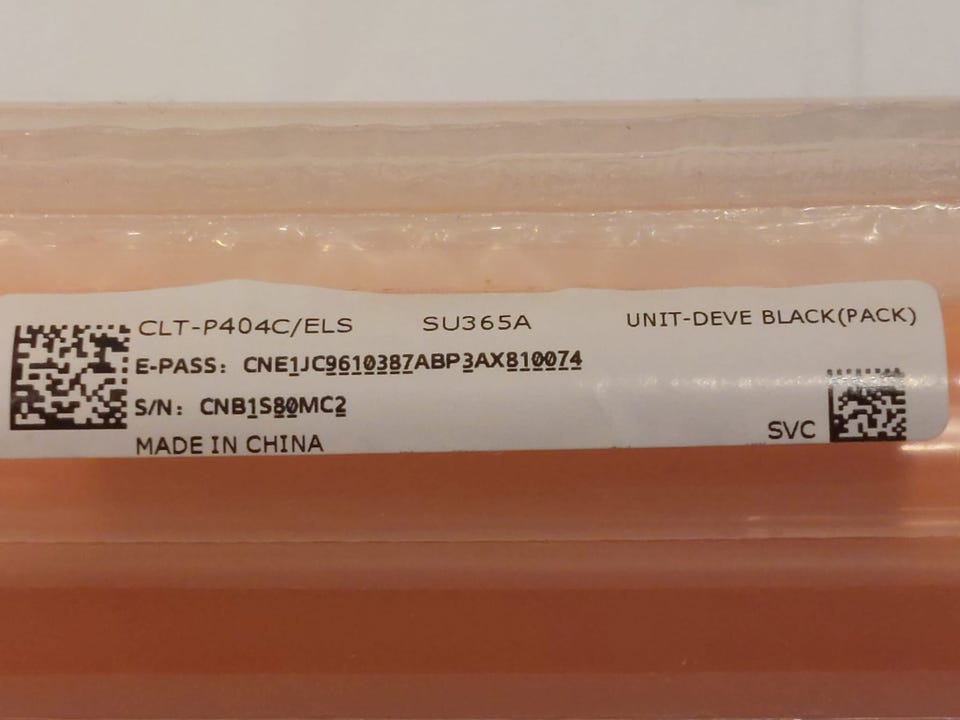 CLT-P404C/ELS SU365A UNIT-DEVE BLACK(PACK)
E-PASS: CNE1JC9610387ABP3AX810074
S/N: CNB1S80MC2
MADE IN CHINA
SVC